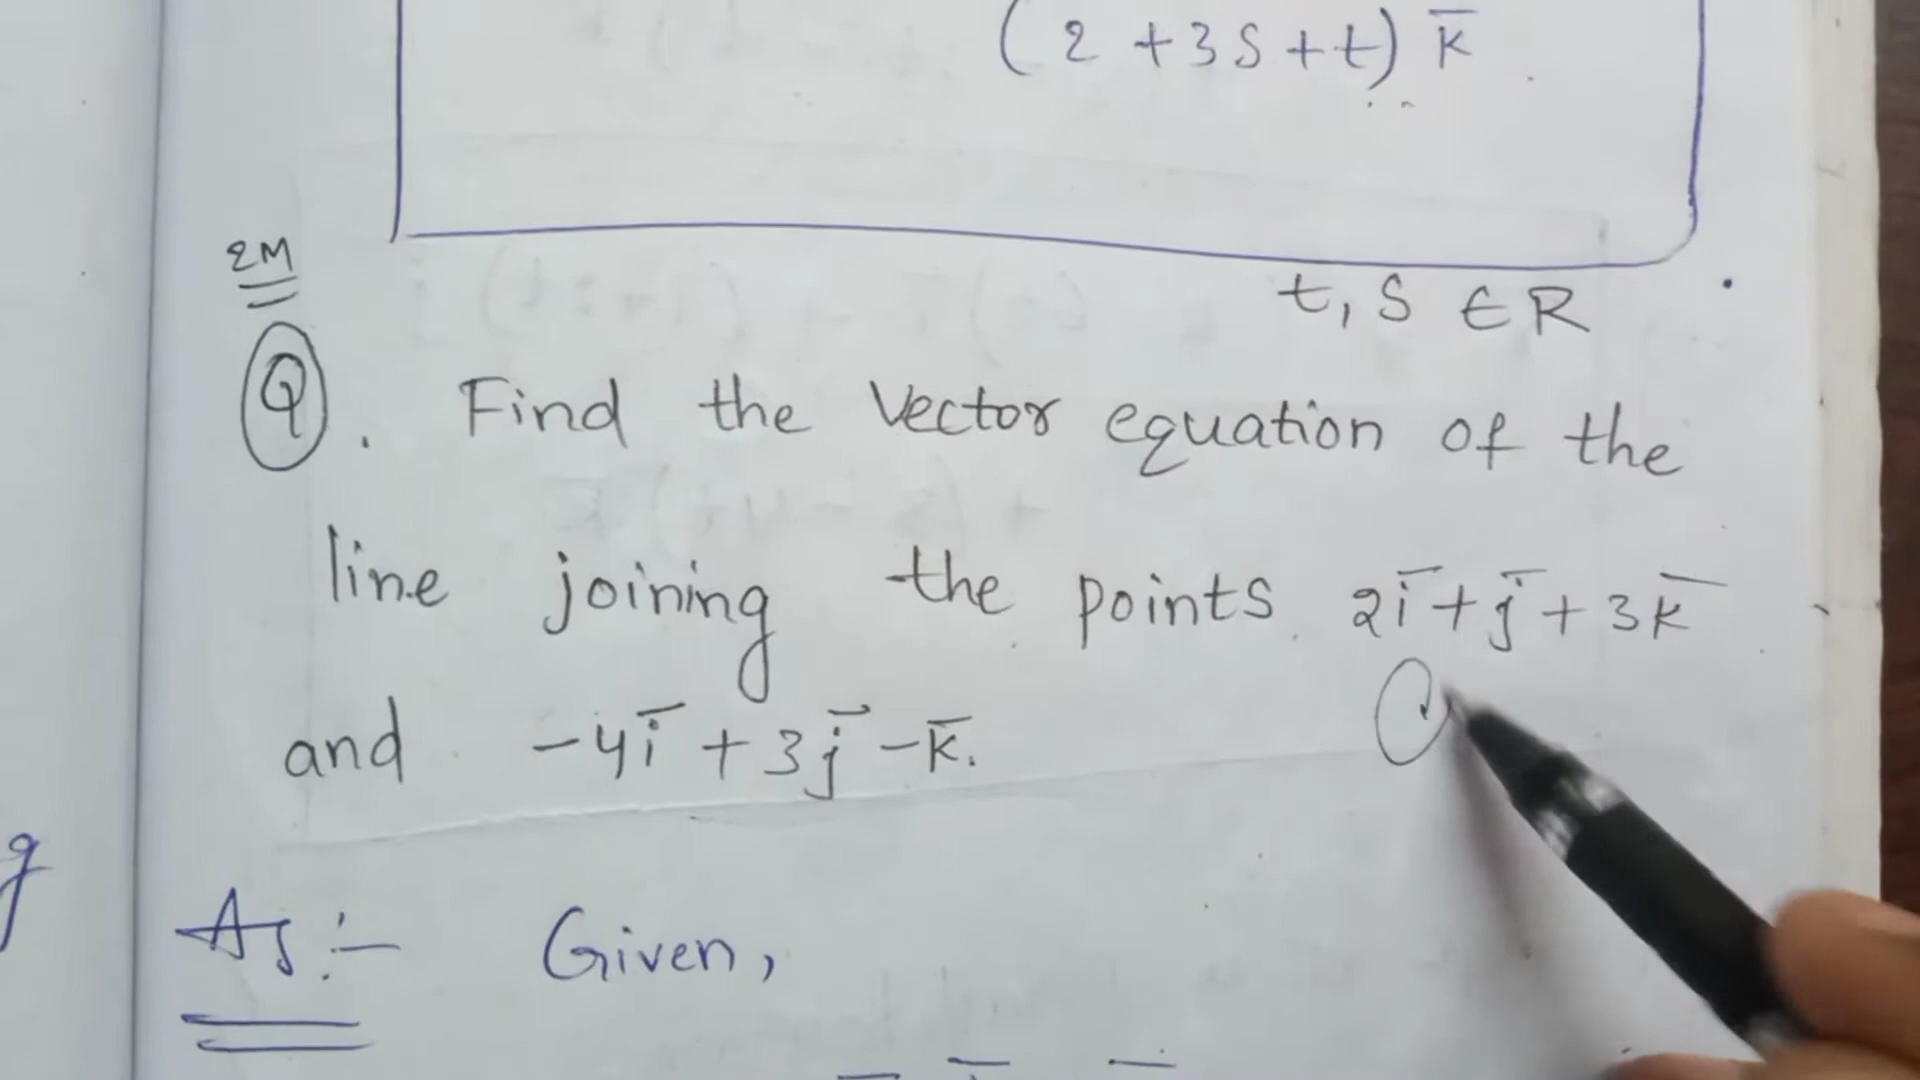 (2 + 3s + t) k̄
2M
t, s ∈ R
Q. Find the Vector equation of the
line joining the points 2ī + j̄ + 3k̄
and -4ī + 3j̄ - k̄.
As :-
Given,